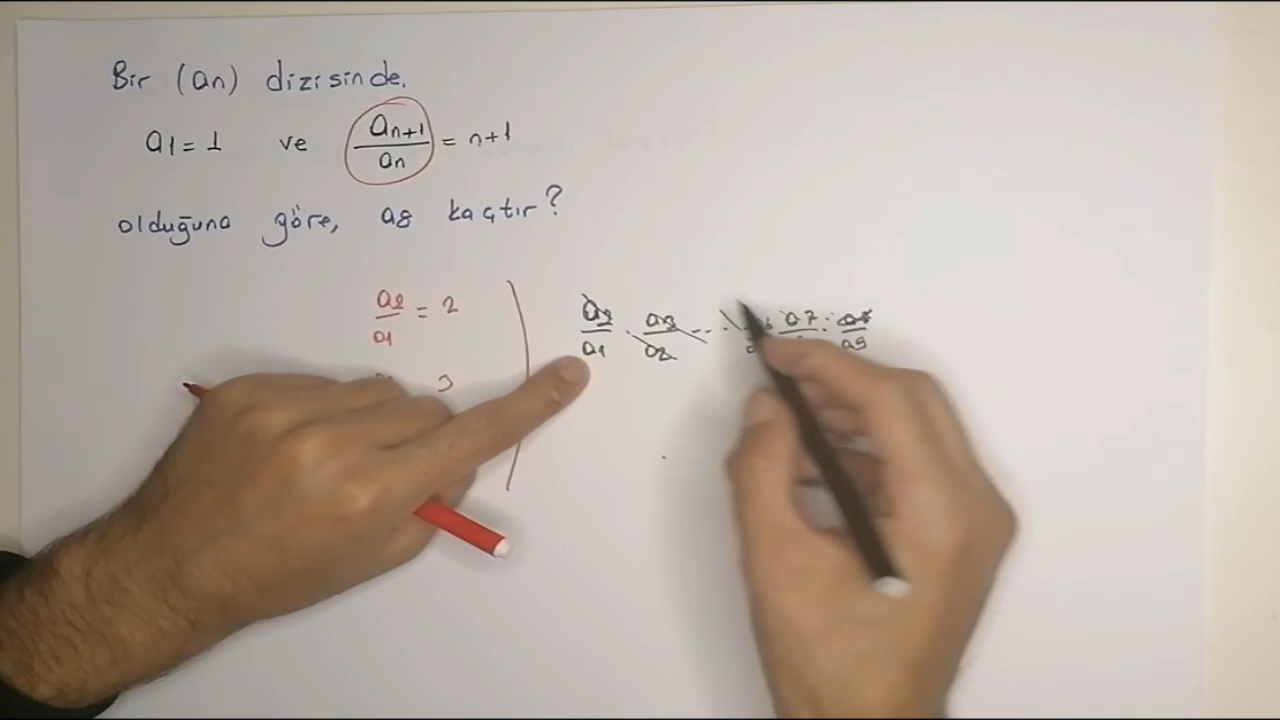 Bir (an) dizisinde.
a1 = 1 ve an+1/an = n+1
olduğuna göre, a8 kaçtır?
a2/a1 = 2
3
a2/a1 . a3/a2 -- . a7